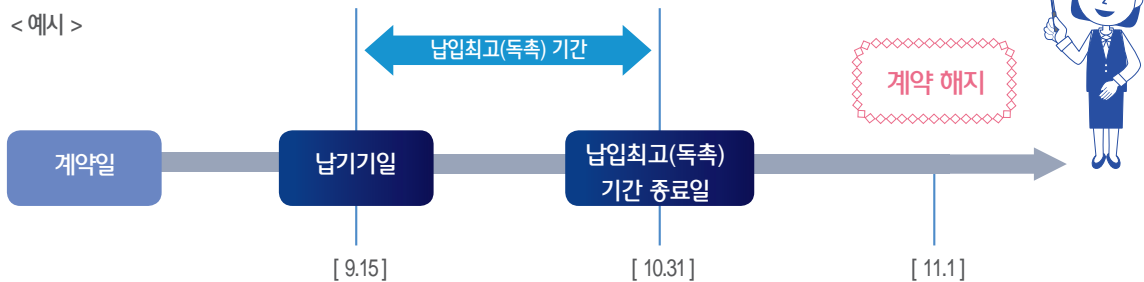 < 예시 >
납입최고(독촉) 기간
계약 해지
계약일
납기기일
납입최고(독촉)
기간 종료일
[ 9.15 ]
[ 10.31 ]
[ 11.1 ]